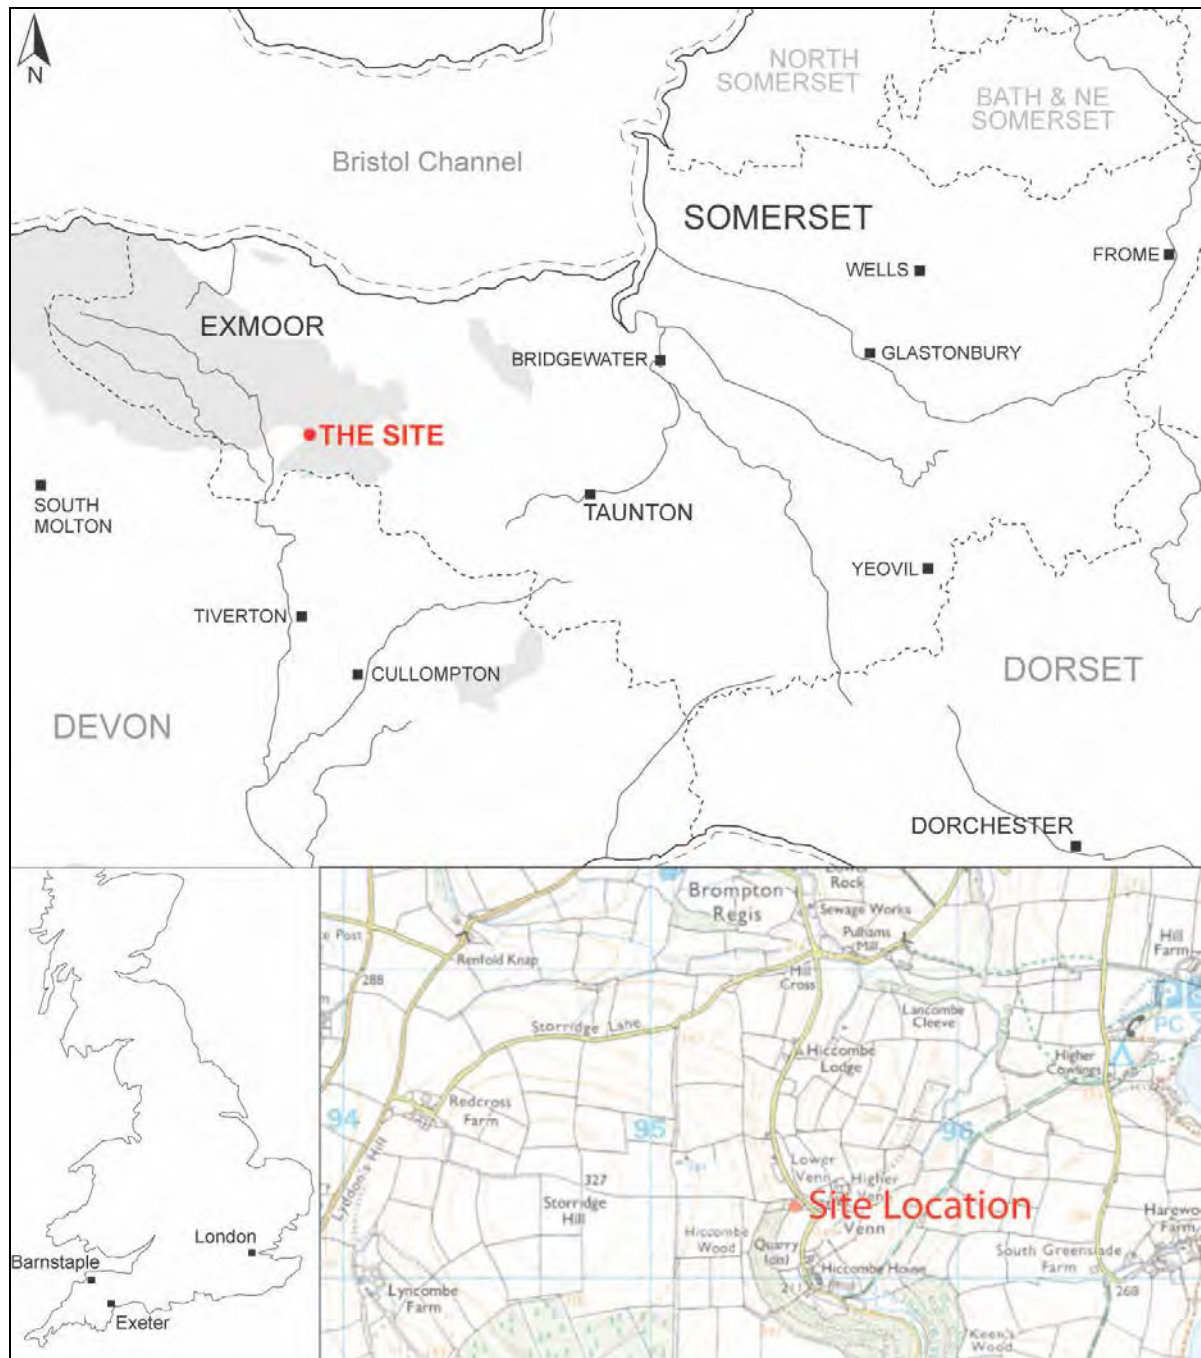 N
NORTH
SOMERSET
BATH & NE
SOMERSET
Bristol Channel
SOMERSET
FROME
WELLS
EXMOOR
BRIDGEWATER
GLASTONBURY
THE SITE
SOUTH
MOLTON
TAUNTON
YEOVIL
TIVERTON
CULLOMPTON
DORSET
DEVON
DORCHESTER
London
Barnstaple
Exeter
Brompton
Regis
Rock
Sewage Works
Pulhams
Mill
Post
Renfold Knap
288
Hill
Cross
Hill
Farm
Storridge Lane
Lancombe
Cleeve
PC
Hiccombe
Lodge
Higher
Cowlings
Redcross
Farm
94
95
96
Lyddon's Hill
Lower
Venn
Higher
Venn
327
Storridge
Hill
Site Location
Hiccombe
Wood
Quarry
(dis)
Hiccombe House
South Greenslade
Farm
Farm
268
Lyncombe
Farm
Keen's
Wood